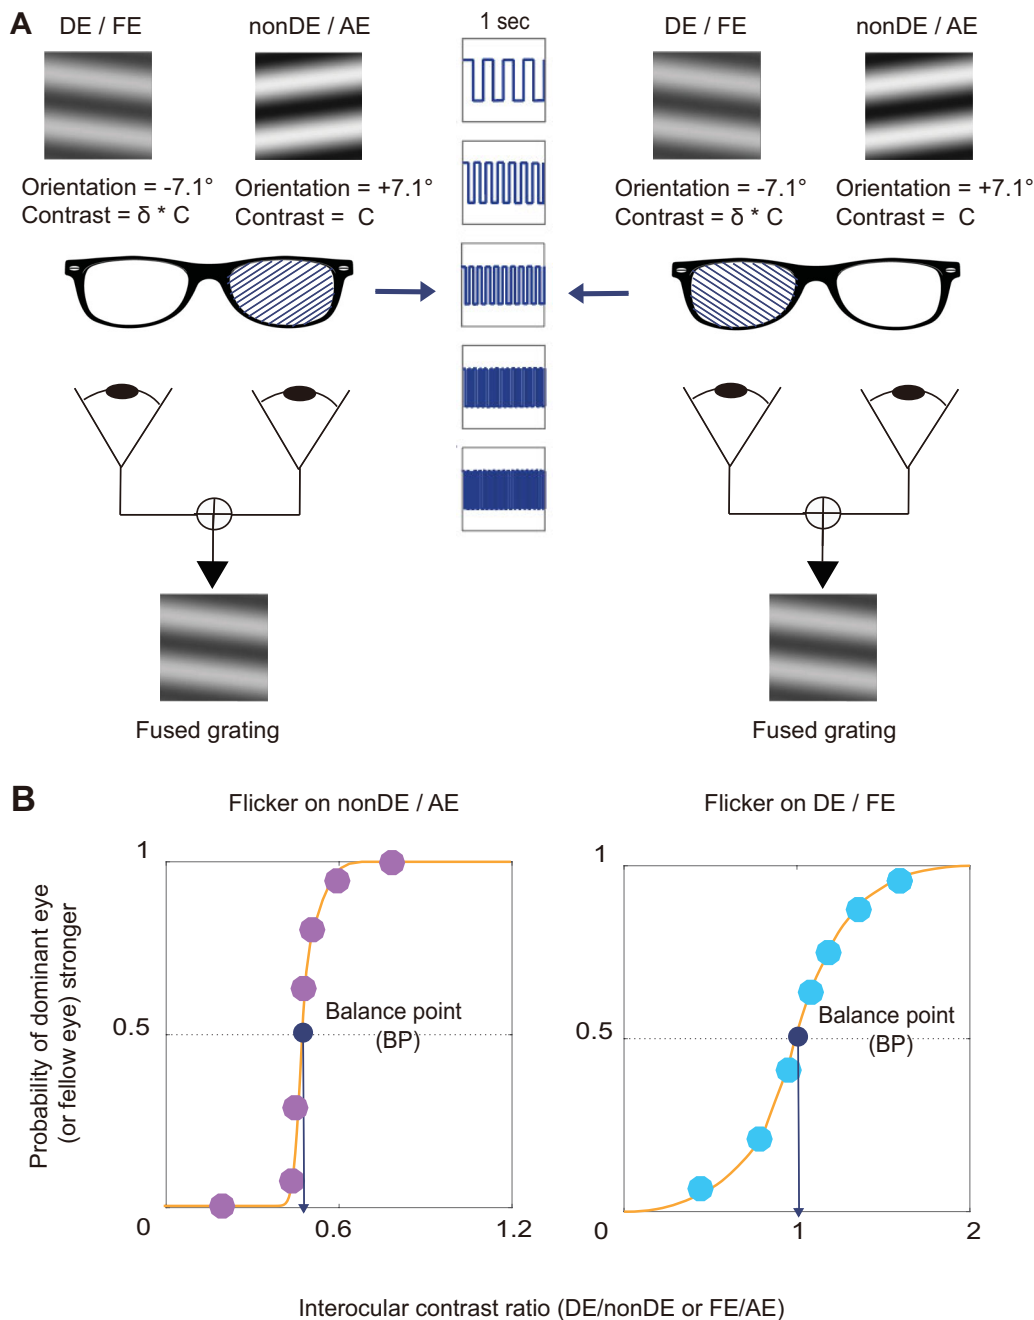 A
DE / FE
nonDE / AE
1 sec
DE / FE
nonDE / AE
Orientation = -7.1°
Contrast = δ * C
Orientation = +7.1°
Contrast = C
Orientation = -7.1°
Contrast = δ * C
Orientation = +7.1°
Contrast = C
Fused grating
Fused grating
B
Flicker on nonDE / AE
Flicker on DE / FE
Probability of dominant eye
(or fellow eye) stronger
1
0.5
0
0.6
1.2
Balance point
(BP)
1
0.5
0
1
2
Balance point
(BP)
Interocular contrast ratio (DE/nonDE or FE/AE)